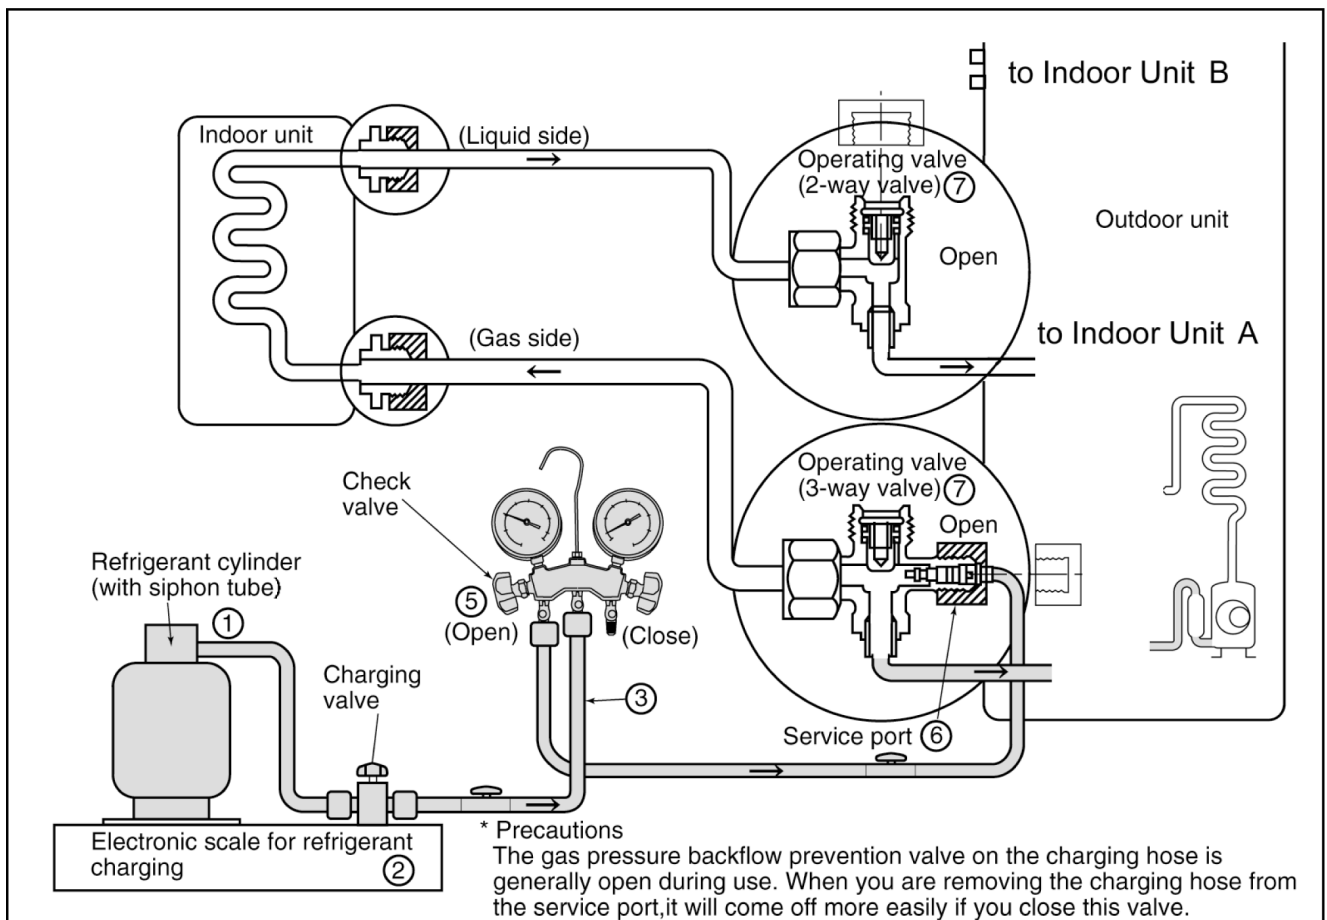 to Indoor Unit B
Indoor unit
(Liquid side)
Operating valve
(2-way valve) ⑦
Outdoor unit
Open
to Indoor Unit A
(Gas side)
Operating valve
(3-way valve) ⑦
Open
Check
valve
Refrigerant cylinder
(with siphon tube)
①
⑤
(Open)
(Close)
Charging
valve
③
Service port ⑥
Electronic scale for refrigerant
charging ②
* Precautions
The gas pressure backflow prevention valve on the charging hose is
generally open during use. When you are removing the charging hose from
the service port,it will come off more easily if you close this valve.